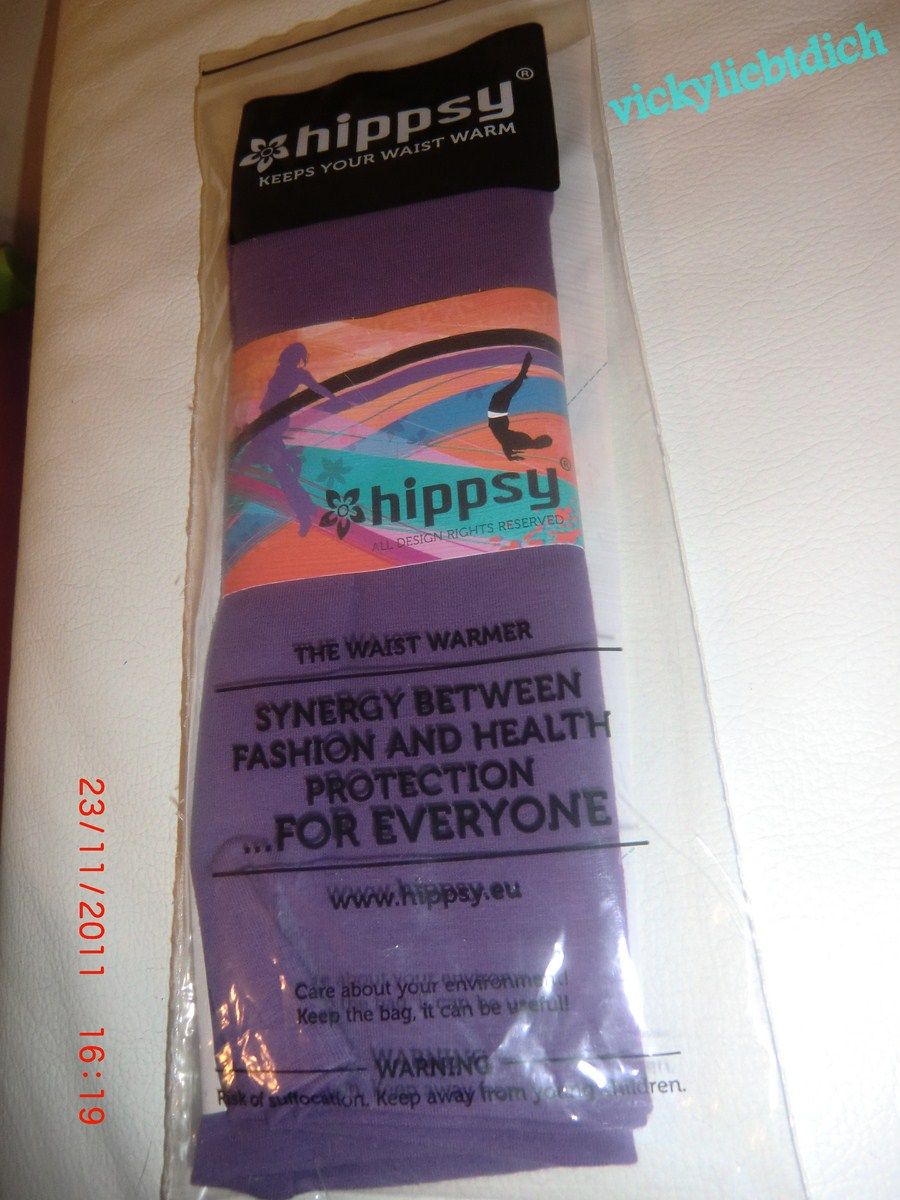 vickyliebtdich
hippsy®
KEEPS YOUR WAIST WARM
hippsy®
ALL DESIGN RIGHTS RESERVED
THE WAIST WARMER
SYNERGY BETWEEN
FASHION AND HEALTH
PROTECTION
...FOR EVERYONE
www.hippsy.eu
Care about your environment!
Keep the bag, it can be useful!
WARNING
Risk of suffocation. Keep away from young children.
23/11/2011 16:19